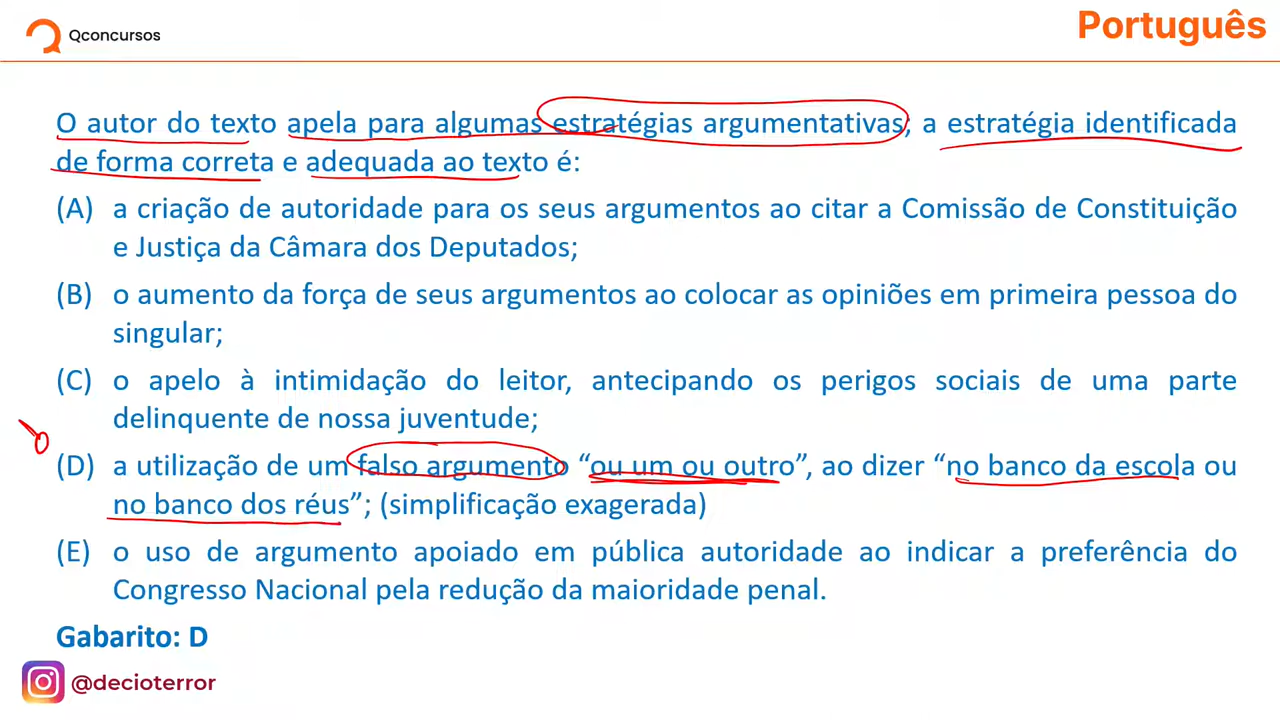 Qconcursos
Português
O autor do texto apela para algumas estratégias argumentativas, a estratégia identificada
de forma correta e adequada ao texto é:
(A) a criação de autoridade para os seus argumentos ao citar a Comissão de Constituição
e Justiça da Câmara dos Deputados;
(B) o aumento da força de seus argumentos ao colocar as opiniões em primeira pessoa do
singular;
(C) o apelo à intimidação do leitor, antecipando os perigos sociais de uma parte
delinquente de nossa juventude;
(D) a utilização de um falso argumento “ou um ou outro”, ao dizer “no banco da escola ou
no banco dos réus”; (simplificação exagerada)
(E) o uso de argumento apoiado em pública autoridade ao indicar a preferência do
Congresso Nacional pela redução da maioridade penal.
Gabarito: D
@decioterror